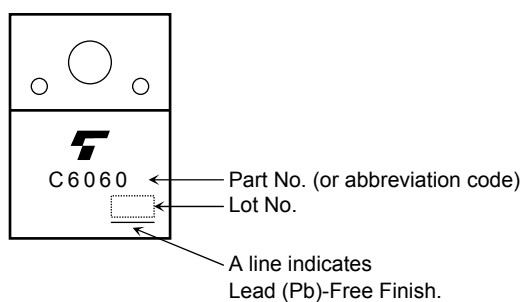 C6060
Part No. (or abbreviation code)
Lot No.
A line indicates
Lead (Pb)-Free Finish.